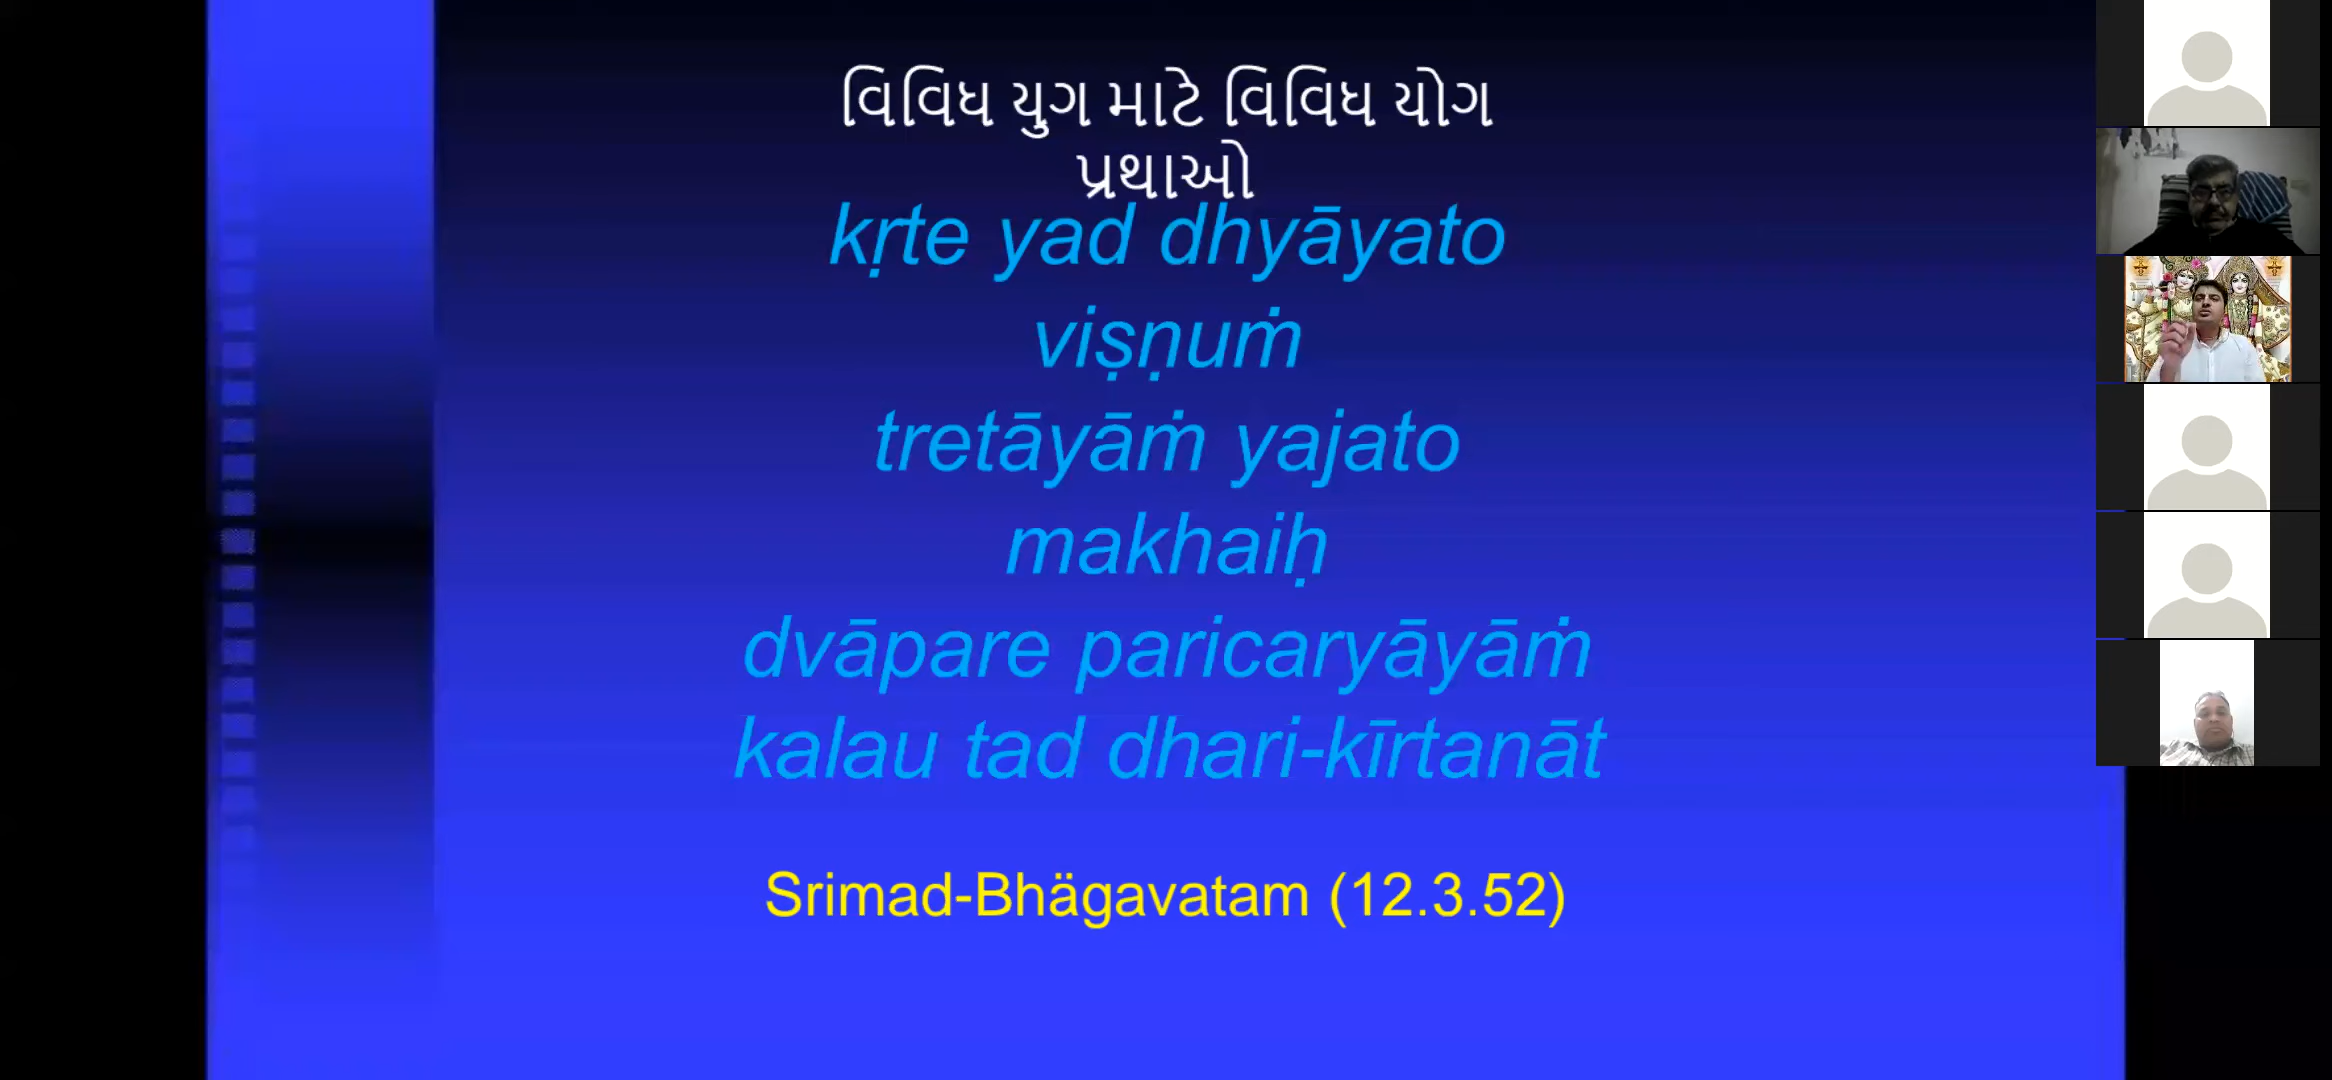 વિવિધ યુગ માટે વિવિધ યોગ
પ્રથાઓ
kṛte yad dhyāyato
viṣṇuṁ
tretāyāṁ yajato
makhaiḥ
dvāpare paricaryāyāṁ
kalau tad dhari-kīrtanāt
Srimad-Bhägavatam (12.3.52)